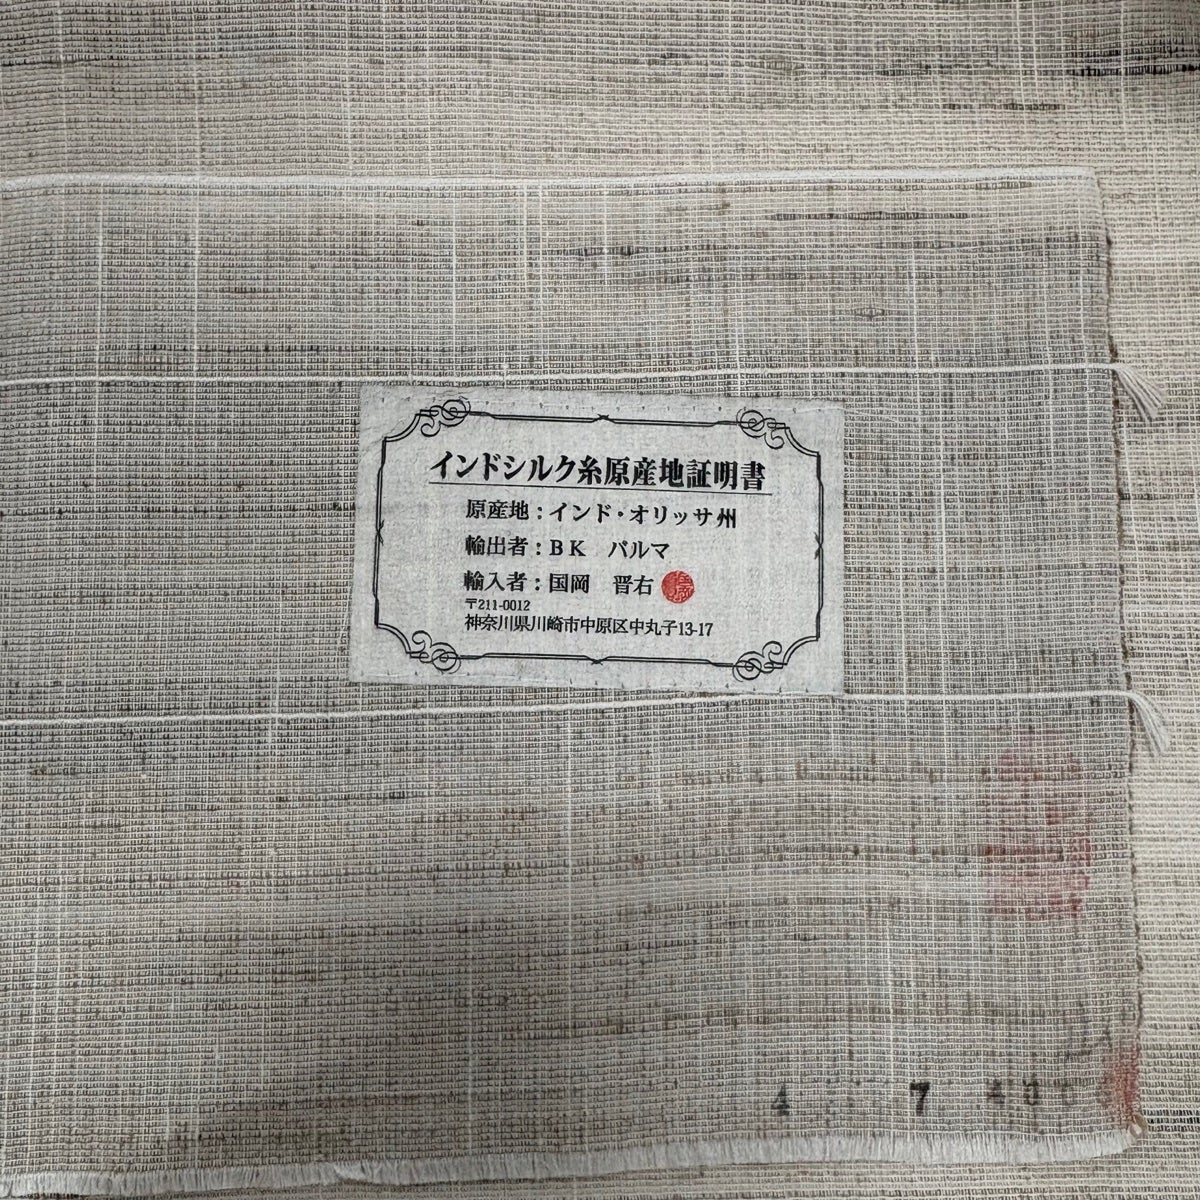 インドシルク糸原産地証明書
原産地:インド・オリッサ州
輸出者:BK パルマ
輸入者:国岡 晋右
〒211-0012
神奈川県川崎市中原区中丸子13-17
4 7